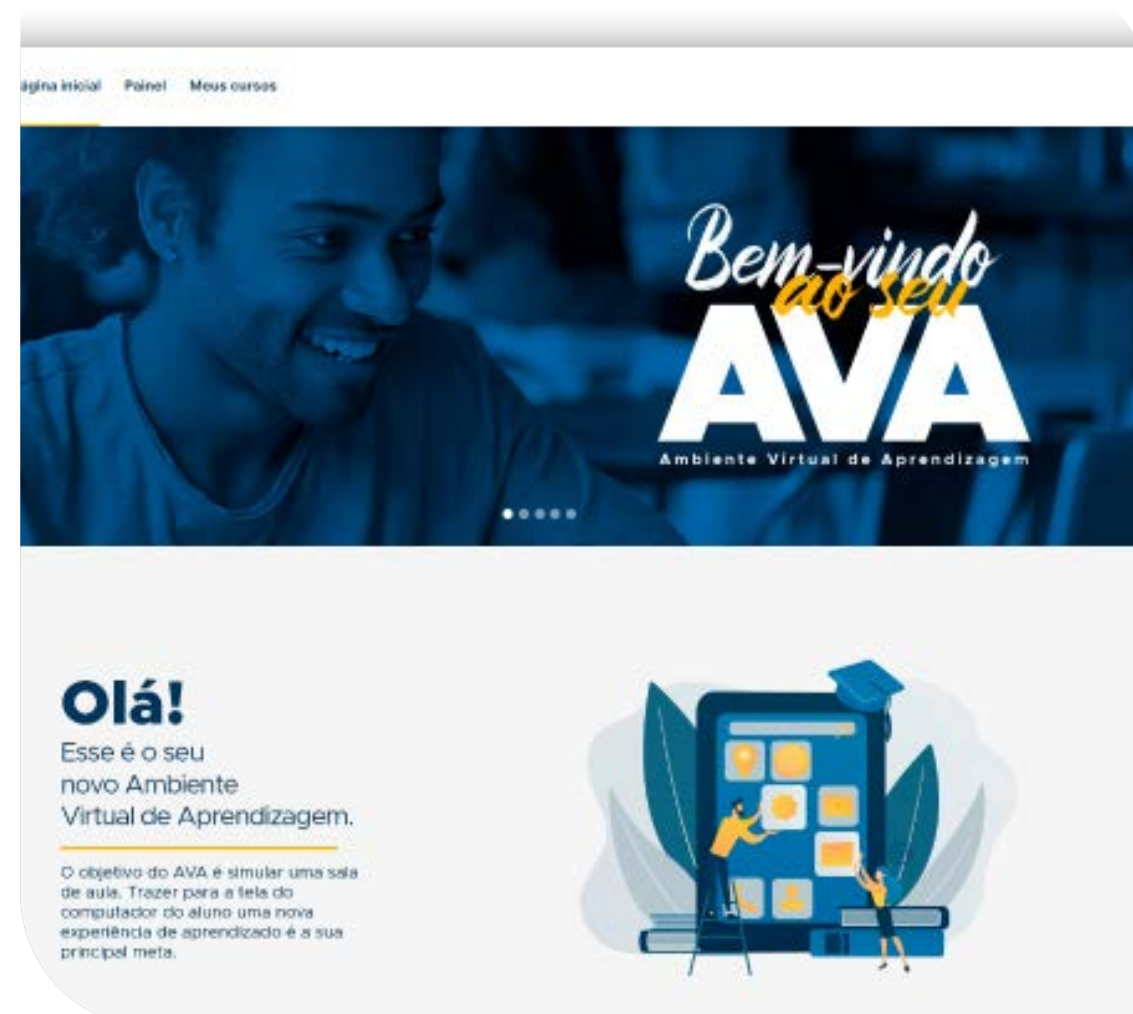 ágina inicial Painel Meus cursos
Bem-vindo
ao seu
AVA
Ambiente Virtual de Aprendizagem
Olá!
Esse é o seu
novo Ambiente
Virtual de Aprendizagem.
O objetivo do AVA é simular uma sala
de aula. Trazer para a tela do
computador do aluno uma nova
experiência de aprendizado é a sua
principal meta.